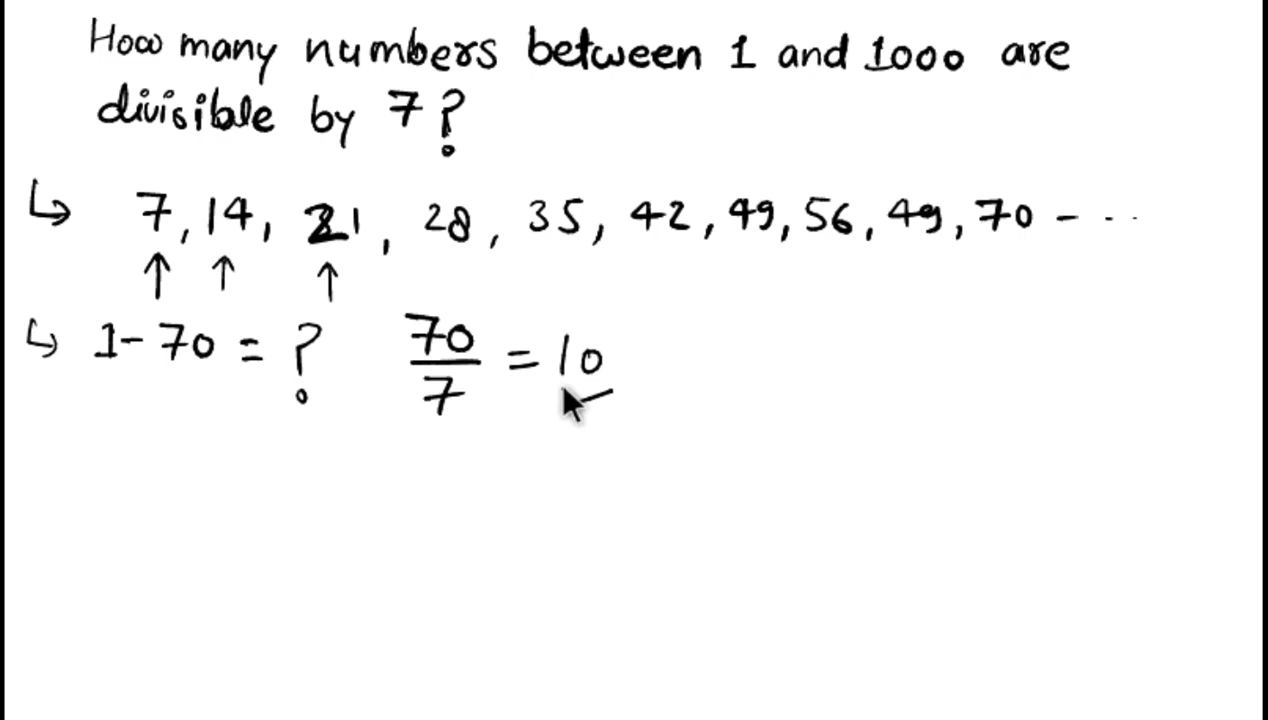 How many numbers between 1 and 1000 are
divisible by 7?
↳ 7, 14, 21, 28, 35, 42, 49, 56, 49, 70 - ...
↑ ↑ ↑
↳ 1-70 = ? 70/7 = 10